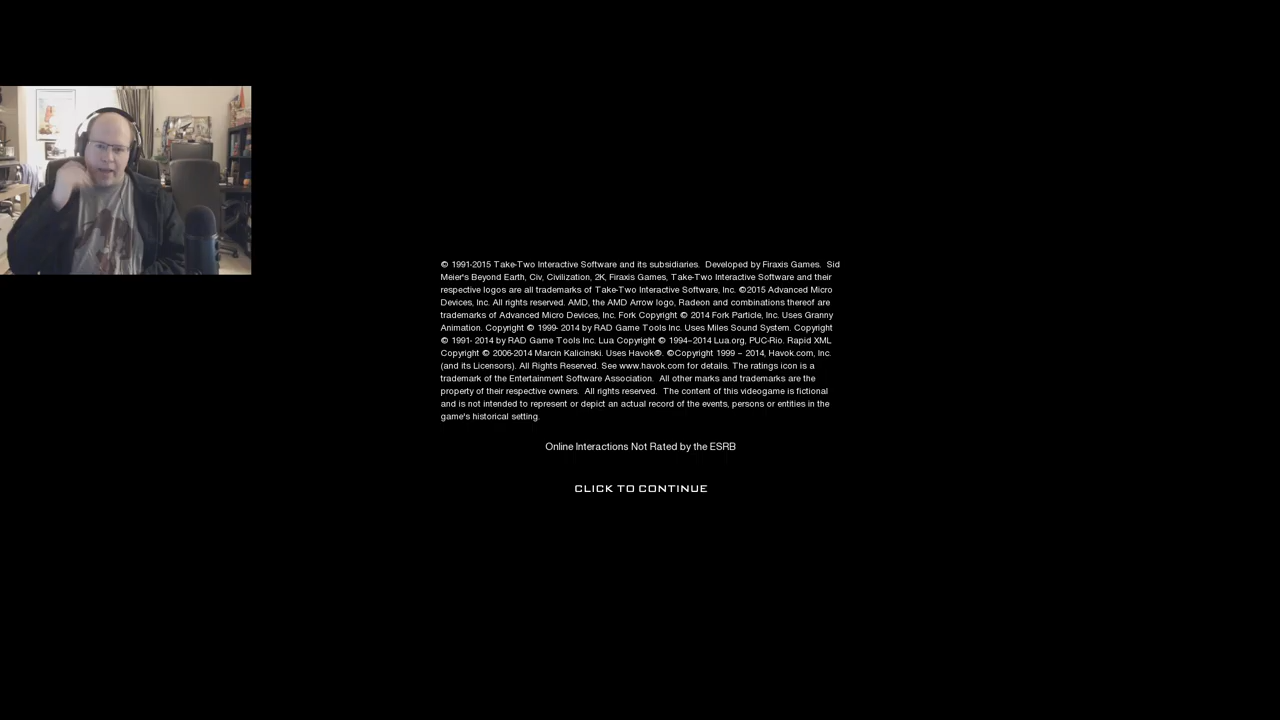 © 1991-2015 Take-Two Interactive Software and its subsidiaries.  Developed by Firaxis Games.  Sid
Meier's Beyond Earth, Civ, Civilization, 2K, Firaxis Games, Take-Two Interactive Software and their
respective logos are all trademarks of Take-Two Interactive Software, Inc. ©2015 Advanced Micro
Devices, Inc. All rights reserved. AMD, the AMD Arrow logo, Radeon and combinations thereof are
trademarks of Advanced Micro Devices, Inc. Fork Copyright © 2014 Fork Particle, Inc. Uses Granny
Animation. Copyright © 1999- 2014 by RAD Game Tools Inc. Uses Miles Sound System. Copyright
© 1991- 2014 by RAD Game Tools Inc. Lua Copyright © 1994–2014 Lua.org, PUC-Rio. Rapid XML
Copyright © 2006-2014 Marcin Kalicinski. Uses Havok®. ©Copyright 1999 – 2014, Havok.com, Inc.
(and its Licensors). All Rights Reserved. See www.havok.com for details. The ratings icon is a
trademark of the Entertainment Software Association.  All other marks and trademarks are the
property of their respective owners.  All rights reserved.  The content of this videogame is fictional
and is not intended to represent or depict an actual record of the events, persons or entities in the
game's historical setting.
Online Interactions Not Rated by the ESRB
CLICK TO CONTINUE